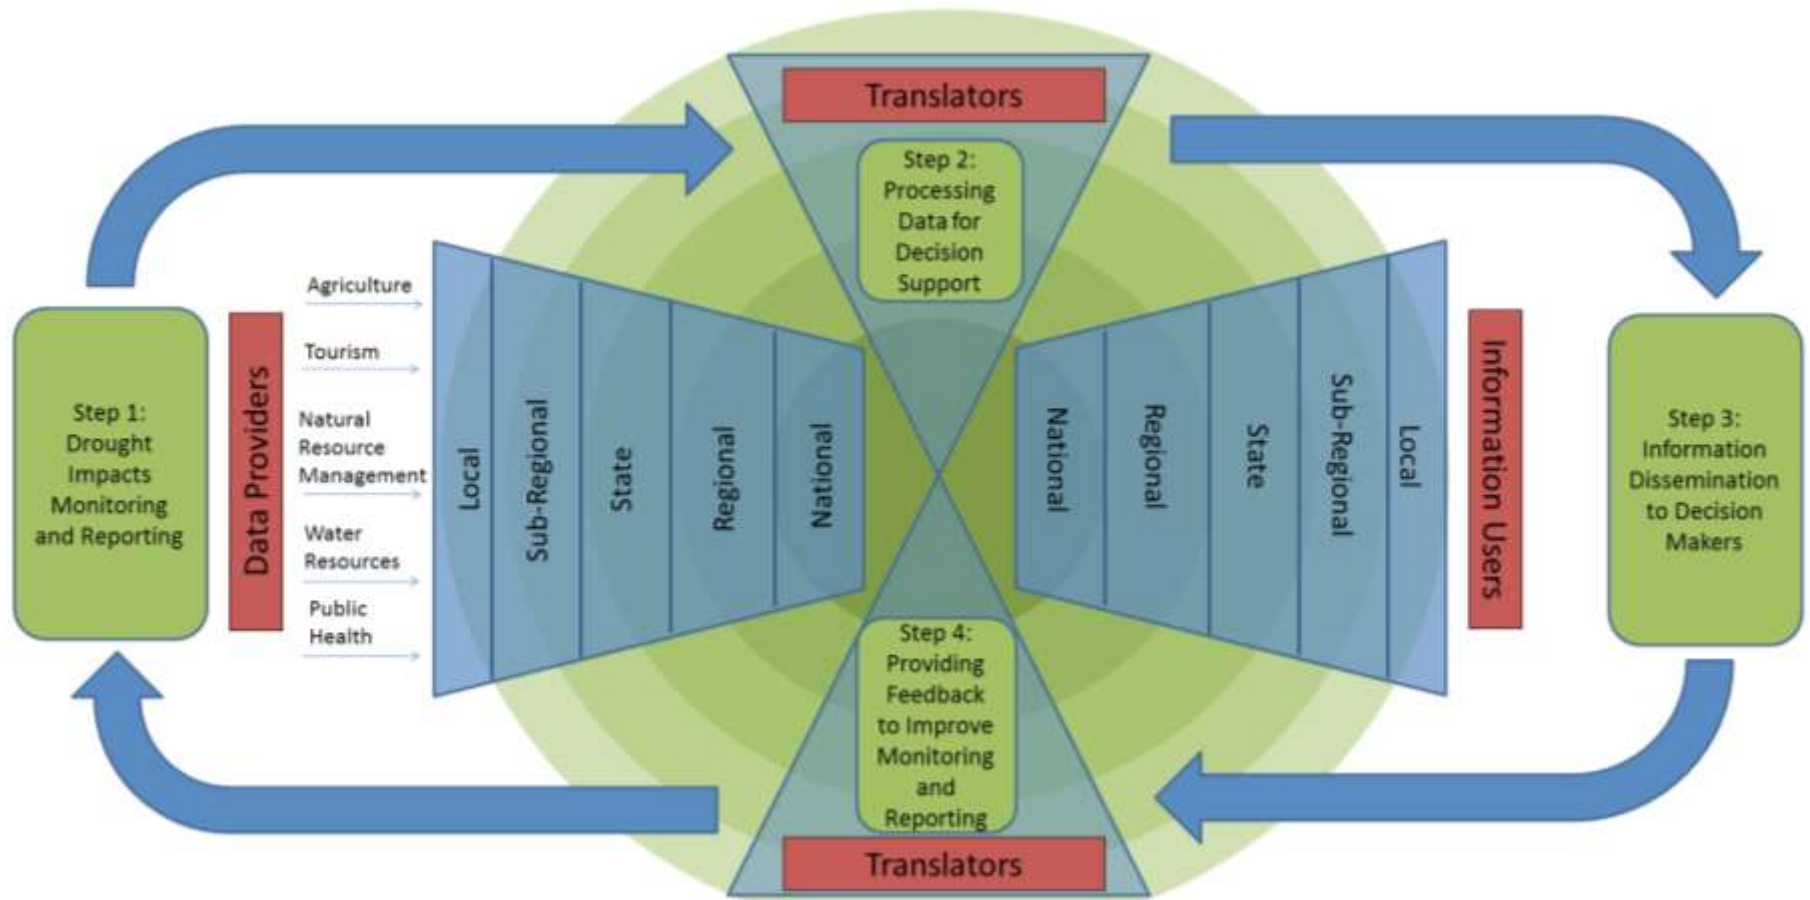 Translators
Step 2:
Processing
Data for
Decision
Support
Step 1:
Drought
Impacts
Monitoring
and Reporting
Data Providers
Agriculture
Tourism
Natural
Resource
Management
Water
Resources
Public
Health
Local
Sub-Regional
State
Regional
National
National
Regional
State
Sub-Regional
Local
Information Users
Step 3:
Information
Dissemination
to Decision
Makers
Step 4:
Providing
Feedback
to Improve
Monitoring
and
Reporting
Translators